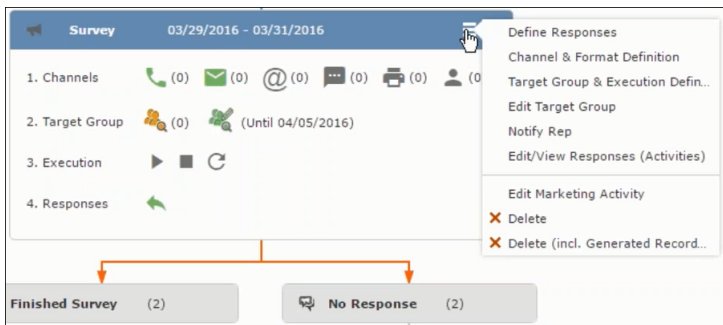 Survey 03/29/2016 - 03/31/2016
1. Channels (0) (0) (0) (0) (0) (0
2. Target Group (0) (Until 04/05/2016)
3. Execution
4. Responses
Define Responses
Channel & Format Definition
Target Group & Execution Defin...
Edit Target Group
Notify Rep
Edit/View Responses (Activities)
Edit Marketing Activity
Delete
Delete (incl. Generated Record...
Finished Survey (2)
No Response (2)